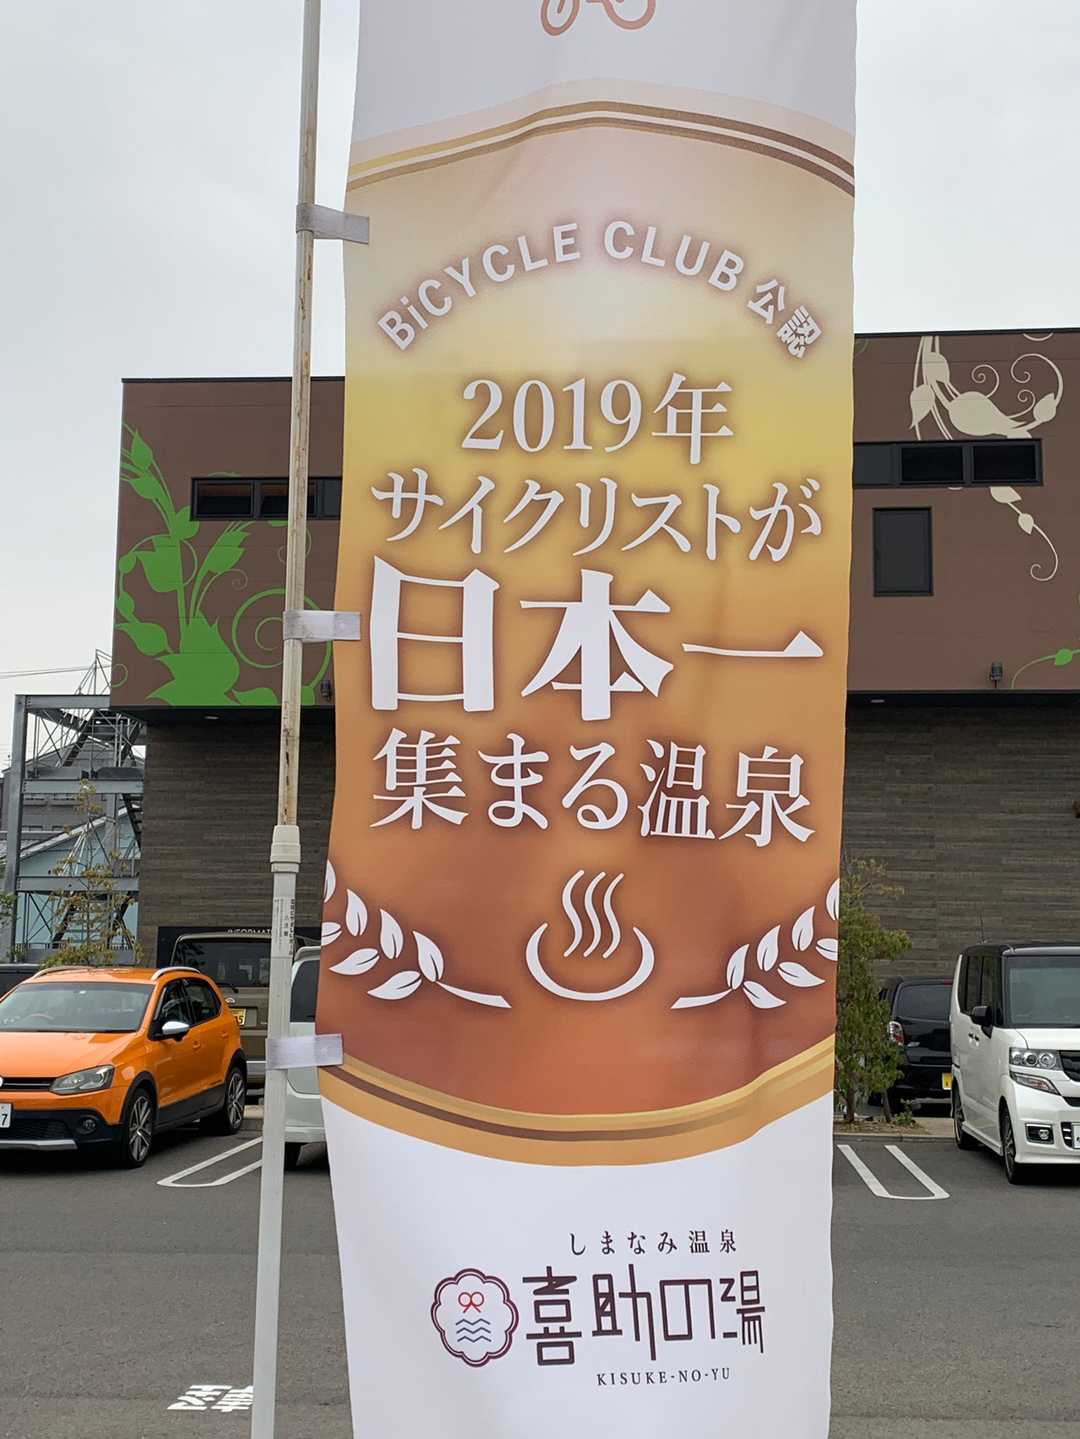 BiCYCLE CLUB 公認
2019年
サイクリストが
日本一
集まる温泉
しまなみ温泉
喜助の湯
KISUKE-NO-YU